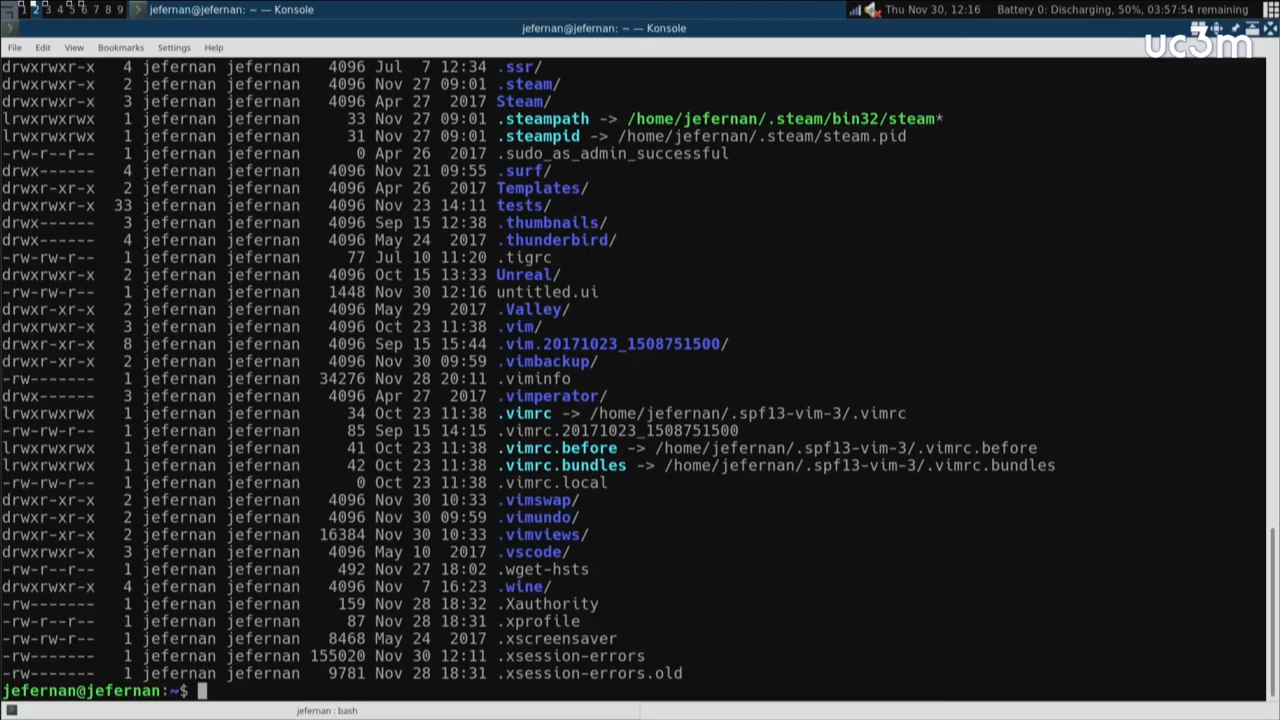 1 2 3 4 5 6 7 8 9 jefernan@jefernan: ~ — Konsole Thu Nov 30, 12:16 Battery 0: Discharging, 50%, 03:57:54 remaining
jefernan@jefernan: ~ — Konsole
uc3m
File Edit View Bookmarks Settings Help
drwxrwxr-x 4 jefernan jefernan 4096 Jul 7 12:34 .ssr/
drwxrwxr-x 2 jefernan jefernan 4096 Nov 27 09:01 .steam/
drwxrwxr-x 3 jefernan jefernan 4096 Apr 27 2017 Steam/
lrwxrwxrwx 1 jefernan jefernan 33 Nov 27 09:01 .steampath -> /home/jefernan/.steam/bin32/steam*
lrwxrwxrwx 1 jefernan jefernan 31 Nov 27 09:01 .steampid -> /home/jefernan/.steam/steam.pid
-rw-r--r-- 1 jefernan jefernan 0 Apr 26 2017 .sudo_as_admin_successful
drwx------ 4 jefernan jefernan 4096 Nov 21 09:55 .surf/
drwxr-xr-x 2 jefernan jefernan 4096 Apr 26 2017 Templates/
drwxrwxr-x 33 jefernan jefernan 4096 Nov 23 14:11 tests/
drwx------ 3 jefernan jefernan 4096 Sep 15 12:38 .thumbnails/
drwx------ 4 jefernan jefernan 4096 May 24 2017 .thunderbird/
-rw-rw-r-- 1 jefernan jefernan 77 Jul 10 11:20 .tigrc
drwxrwxr-x 2 jefernan jefernan 4096 Oct 15 13:33 Unreal/
-rw-rw-r-- 1 jefernan jefernan 1448 Nov 30 12:16 untitled.ui
drwxrwxr-x 2 jefernan jefernan 4096 May 29 2017 .Valley/
drwxrwxr-x 3 jefernan jefernan 4096 Oct 23 11:38 .vim/
drwxrwxr-x 8 jefernan jefernan 4096 Sep 15 15:44 .vim.20171023_1508751500/
drwxrwxr-x 2 jefernan jefernan 4096 Nov 30 09:59 .vimbackup/
-rw------- 1 jefernan jefernan 34276 Nov 28 20:11 .viminfo
drwx------ 3 jefernan jefernan 4096 Apr 27 2017 .vimperator/
lrwxrwxrwx 1 jefernan jefernan 34 Oct 23 11:38 .vimrc -> /home/jefernan/.spf13-vim-3/.vimrc
-rw-rw-r-- 1 jefernan jefernan 85 Sep 15 14:15 .vimrc.20171023_1508751500
lrwxrwxrwx 1 jefernan jefernan 41 Oct 23 11:38 .vimrc.before -> /home/jefernan/.spf13-vim-3/.vimrc.before
lrwxrwxrwx 1 jefernan jefernan 42 Oct 23 11:38 .vimrc.bundles -> /home/jefernan/.spf13-vim-3/.vimrc.bundles
-rw-rw-r-- 1 jefernan jefernan 0 Oct 23 11:38 .vimrc.local
drwxr-xr-x 2 jefernan jefernan 4096 Nov 30 10:33 .vimswap/
drwxr-xr-x 2 jefernan jefernan 4096 Nov 30 09:59 .vimundo/
drwxr-xr-x 2 jefernan jefernan 16384 Nov 30 10:33 .vimviews/
drwxrwxr-x 3 jefernan jefernan 4096 May 10 2017 .vscode/
-rw-rw-r-- 1 jefernan jefernan 492 Nov 27 18:02 .wget-hsts
drwxrwxr-x 4 jefernan jefernan 4096 Nov 7 16:23 .wine/
-rw------- 1 jefernan jefernan 159 Nov 28 18:32 .Xauthority
-rw-rw-r-- 1 jefernan jefernan 87 Nov 28 18:31 .xprofile
-rw-rw-r-- 1 jefernan jefernan 8468 May 24 2017 .xscreensaver
-rw------- 1 jefernan jefernan 155020 Nov 30 12:11 .xsession-errors
-rw------- 1 jefernan jefernan 9781 Nov 28 18:31 .xsession-errors.old
jefernan@jefernan:~$
jefernan : bash